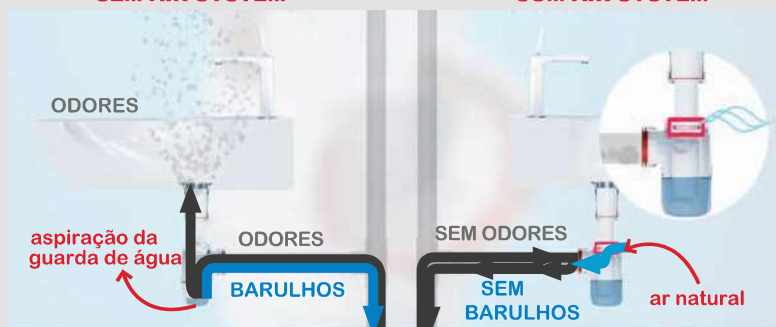 ODORES
aspiração da
guarda de água
ODORES
BARULHOS
SEM ODORES
SEM
BARULHOS
ar natural